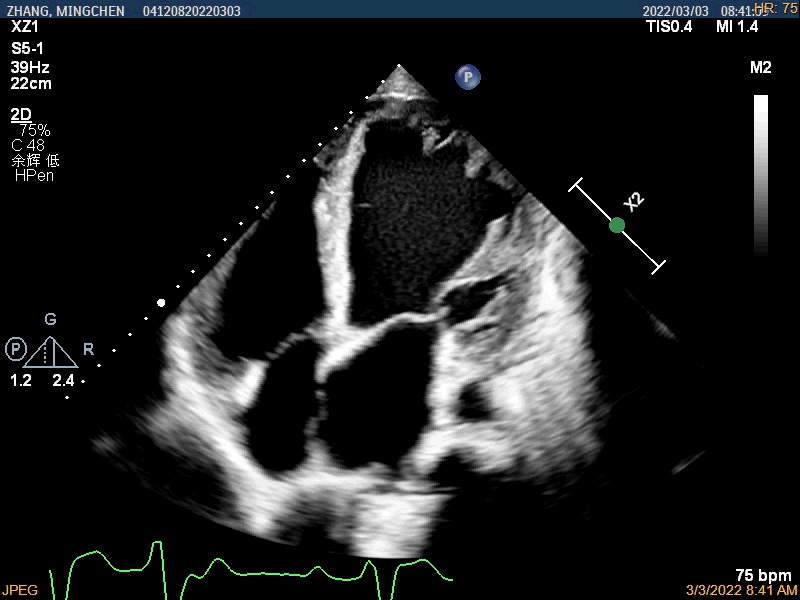 ZHANG, MINGCHEN 04120820220303 2022/03/03 08:41:
HR: 75
XZ1 TIS0.4 MI 1.4
S5-1
39Hz
22cm
M2
2D
75%
C 48
余辉 低
HPen
P
X2
G
P R
1.2 2.4
75 bpm
JPEG 3/3/2022 8:41 AM